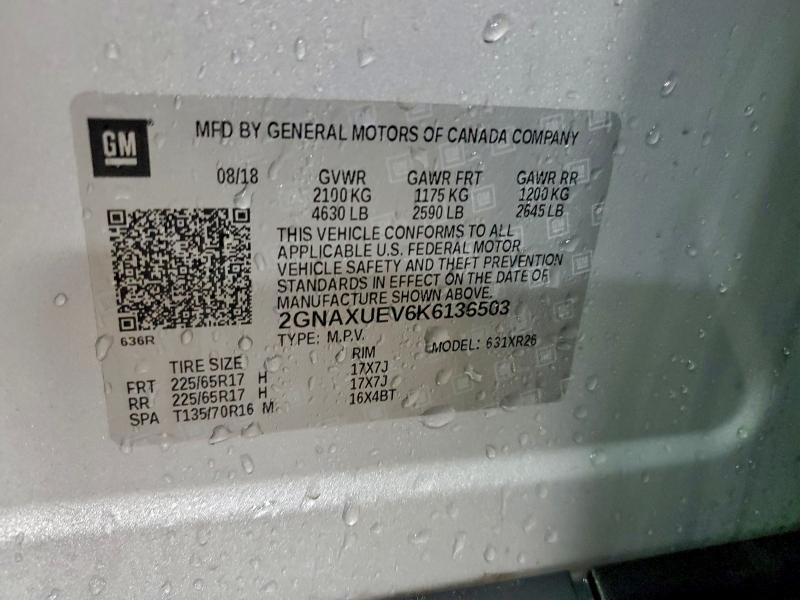 GM
MFD BY GENERAL MOTORS OF CANADA COMPANY
08/18 GVWR GAWR FRT GAWR RR
2100 KG 1175 KG 1200 KG
4630 LB 2590 LB 2645 LB
THIS VEHICLE CONFORMS TO ALL
APPLICABLE U.S. FEDERAL MOTOR
VEHICLE SAFETY AND THEFT PREVENTION
STANDARDS IN EFFECT ON THE DATE OF
MANUFACTURE SHOWN ABOVE.
2GNAXUEV6K6136503
636R
TYPE: M.P.V. MODEL: 631XR26
TIRE SIZE RIM
FRT 225/65R17 H 17X7J
RR 225/65R17 H 17X7J
SPA T135/70R16 M 16X4BT